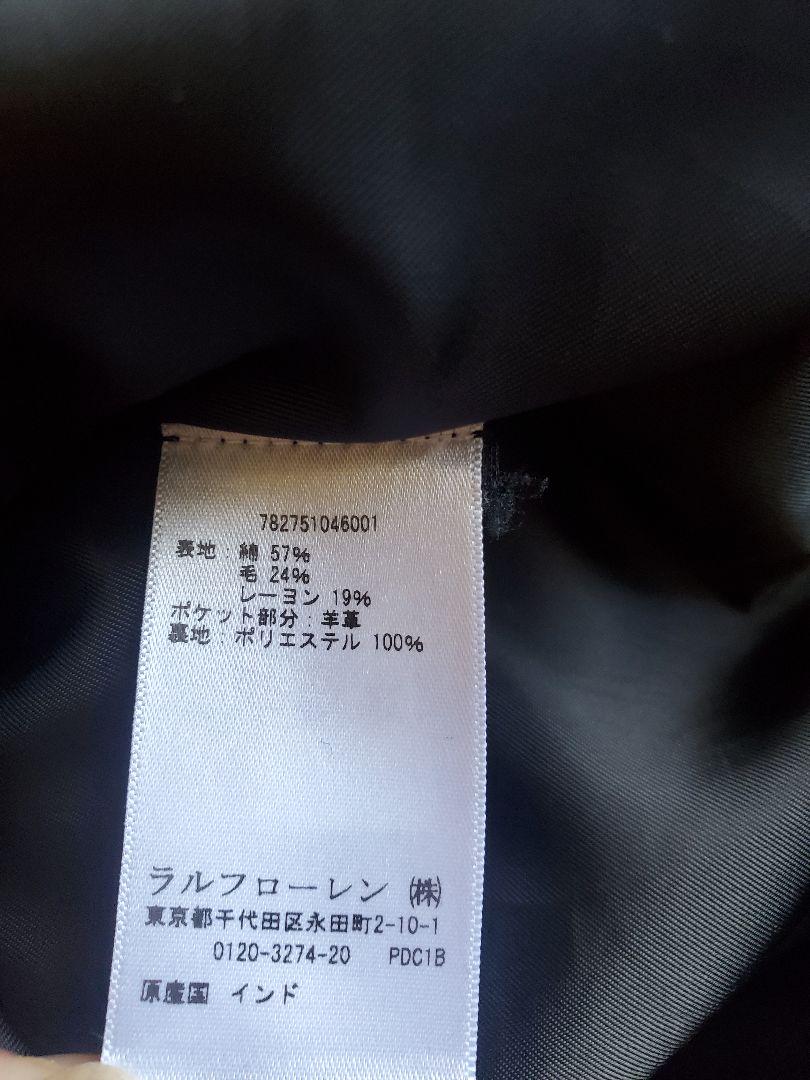 782751046001
表地：綿 57%
毛 24%
レーヨン 19%
ポケット部分：羊革
裏地：ポリエステル 100%
ラルフローレン ㈱
東京都千代田区永田町2-10-1
0120-3274-20 PDC1B
原産国 インド